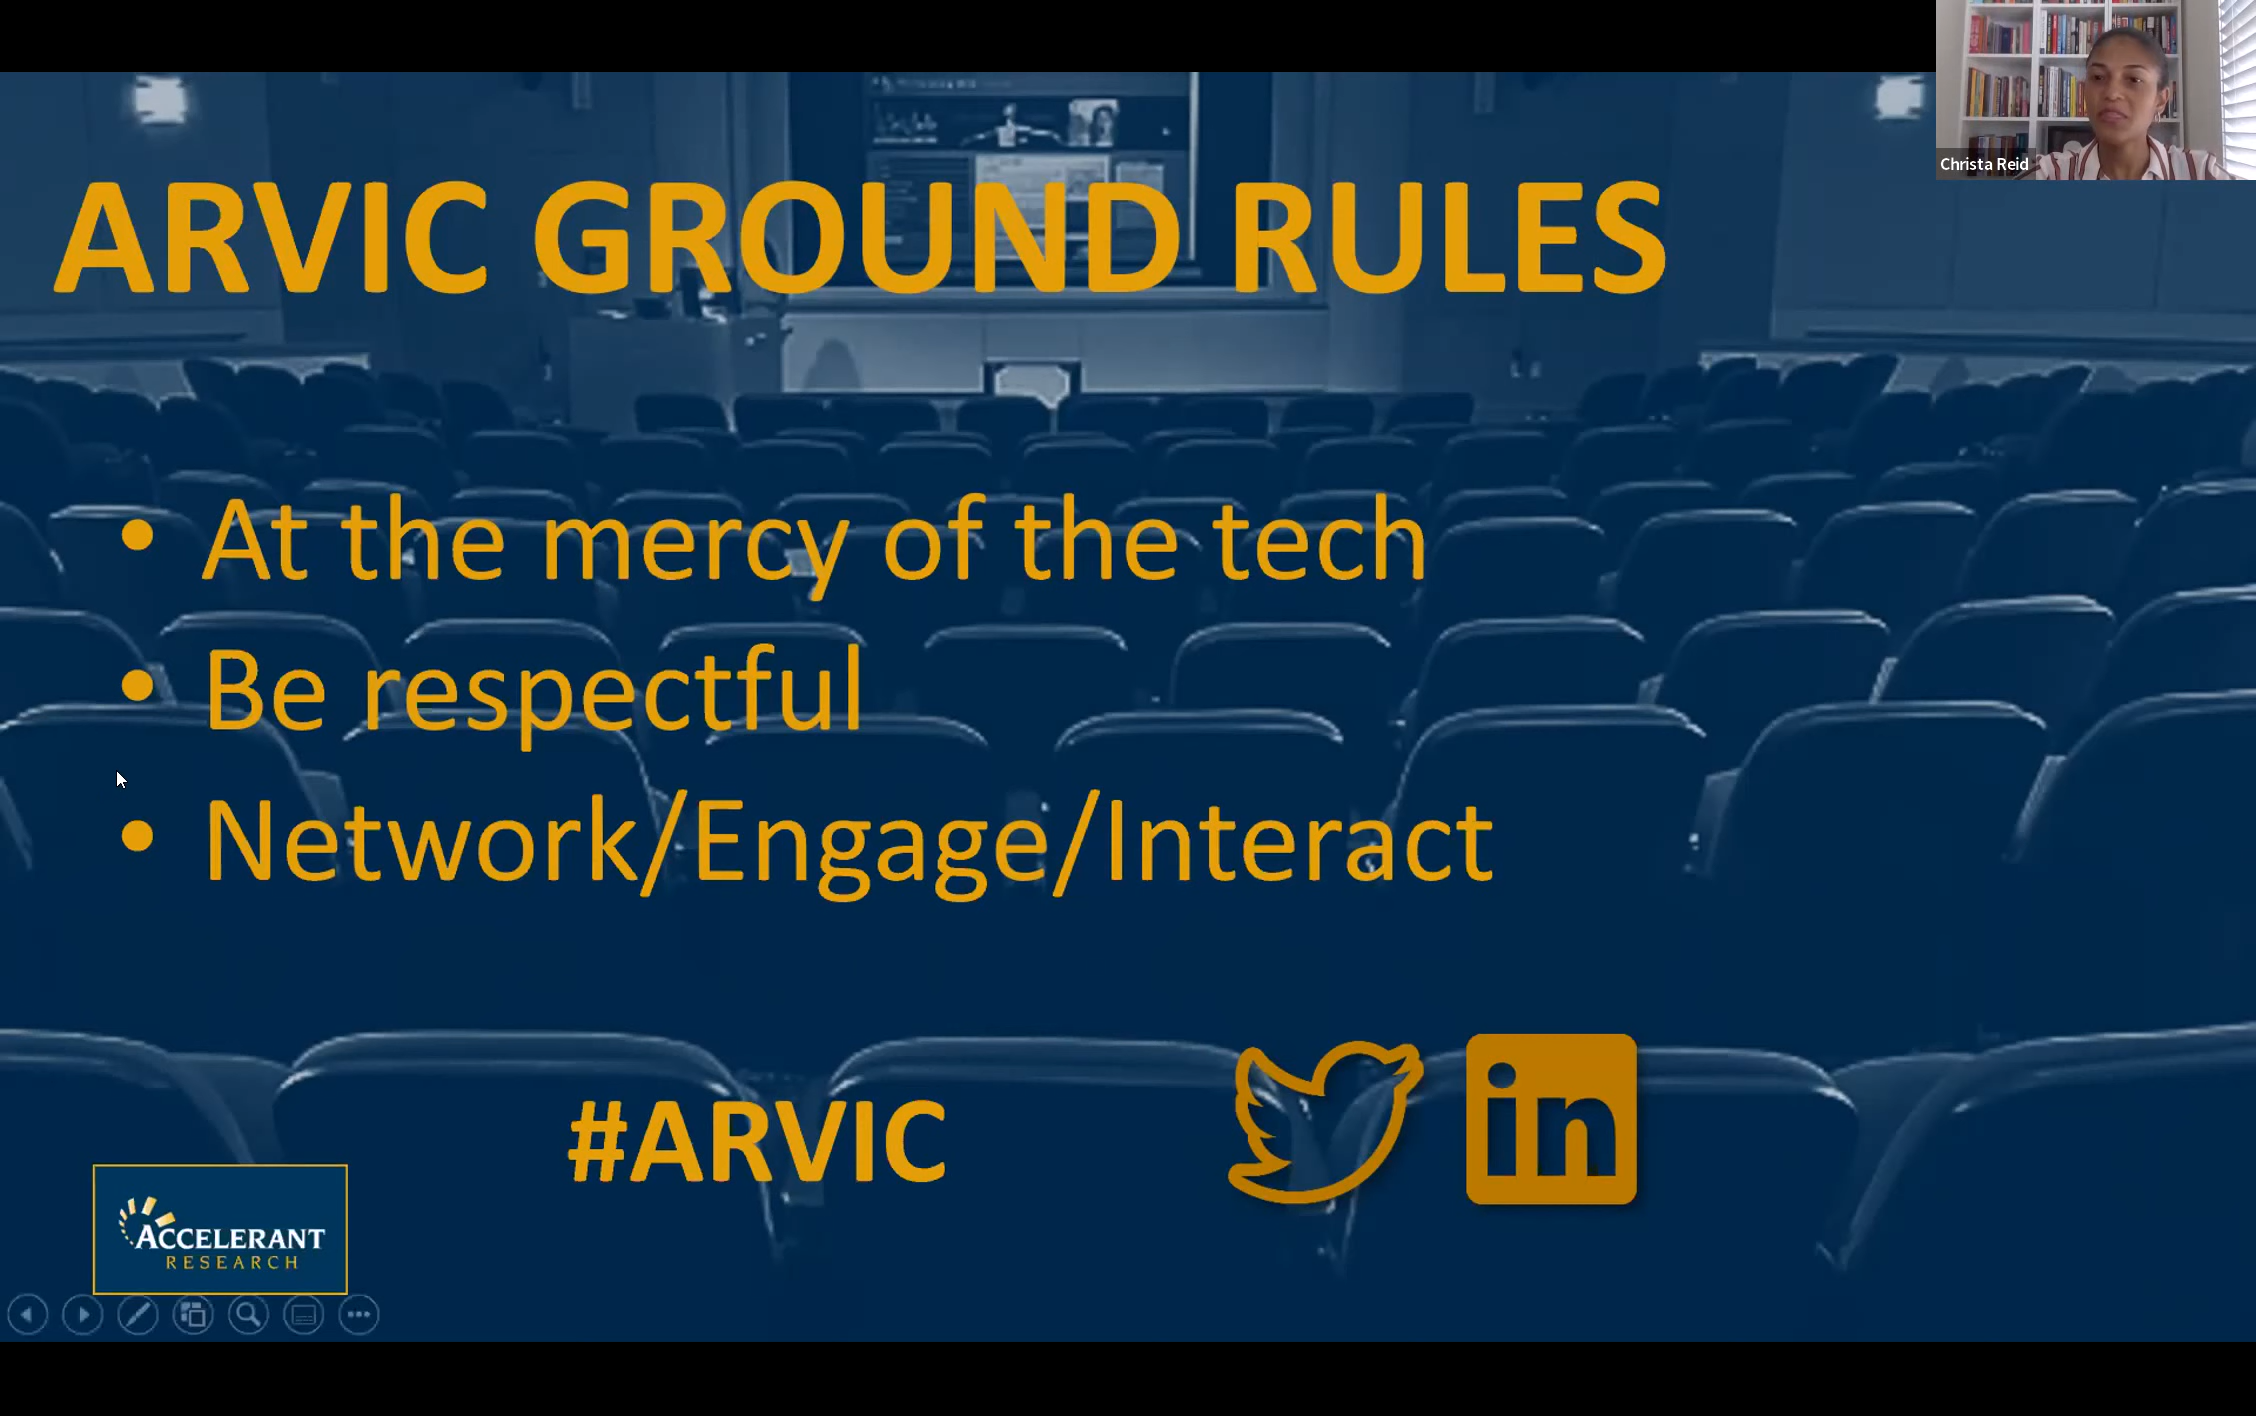 Christa Reid
ARVIC GROUND RULES
• At the mercy of the tech
• Be respectful
• Network/Engage/Interact
#ARVIC
in
ACCELERANT
RESEARCH